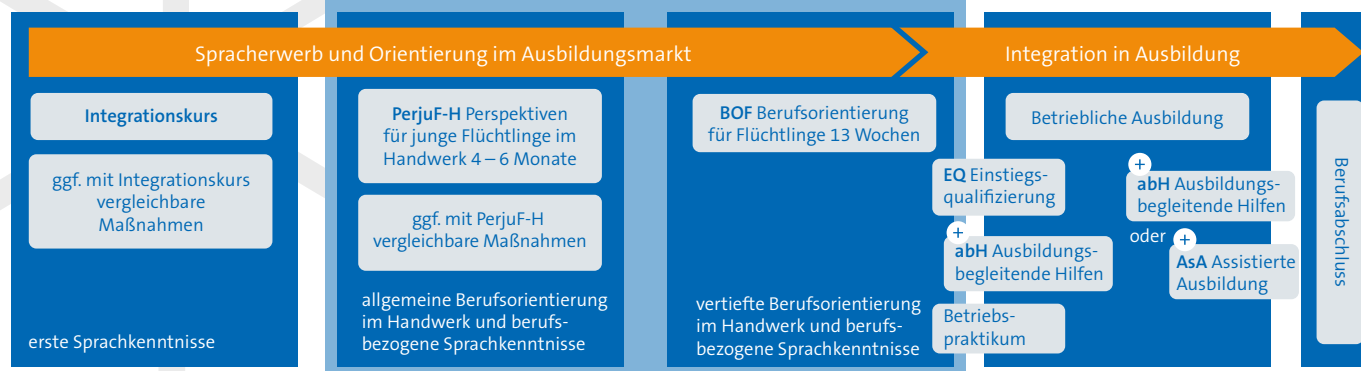 Spracherwerb und Orientierung im Ausbildungsmarkt
Integration in Ausbildung
Integrationskurs
ggf. mit Integrationskurs
vergleichbare
Maßnahmen
erste Sprachkenntnisse
PerjuF-H Perspektiven
für junge Flüchtlinge im
Handwerk 4 – 6 Monate
ggf. mit PerjuF-H
vergleichbare Maßnahmen
allgemeine Berufsorientierung
im Handwerk und berufs-
bezogene Sprachkenntnisse
BOF Berufsorientierung
für Flüchtlinge 13 Wochen
vertiefte Berufsorientierung
im Handwerk und berufs-
bezogene Sprachkenntnisse
EQ Einstiegs-
qualifizierung
+
abH Ausbildungs-
begleitende Hilfen
Betriebs-
praktikum
Betriebliche Ausbildung
+
abH Ausbildungs-
begleitende Hilfen
oder
+
AsA Assistierte
Ausbildung
Berufsabschluss